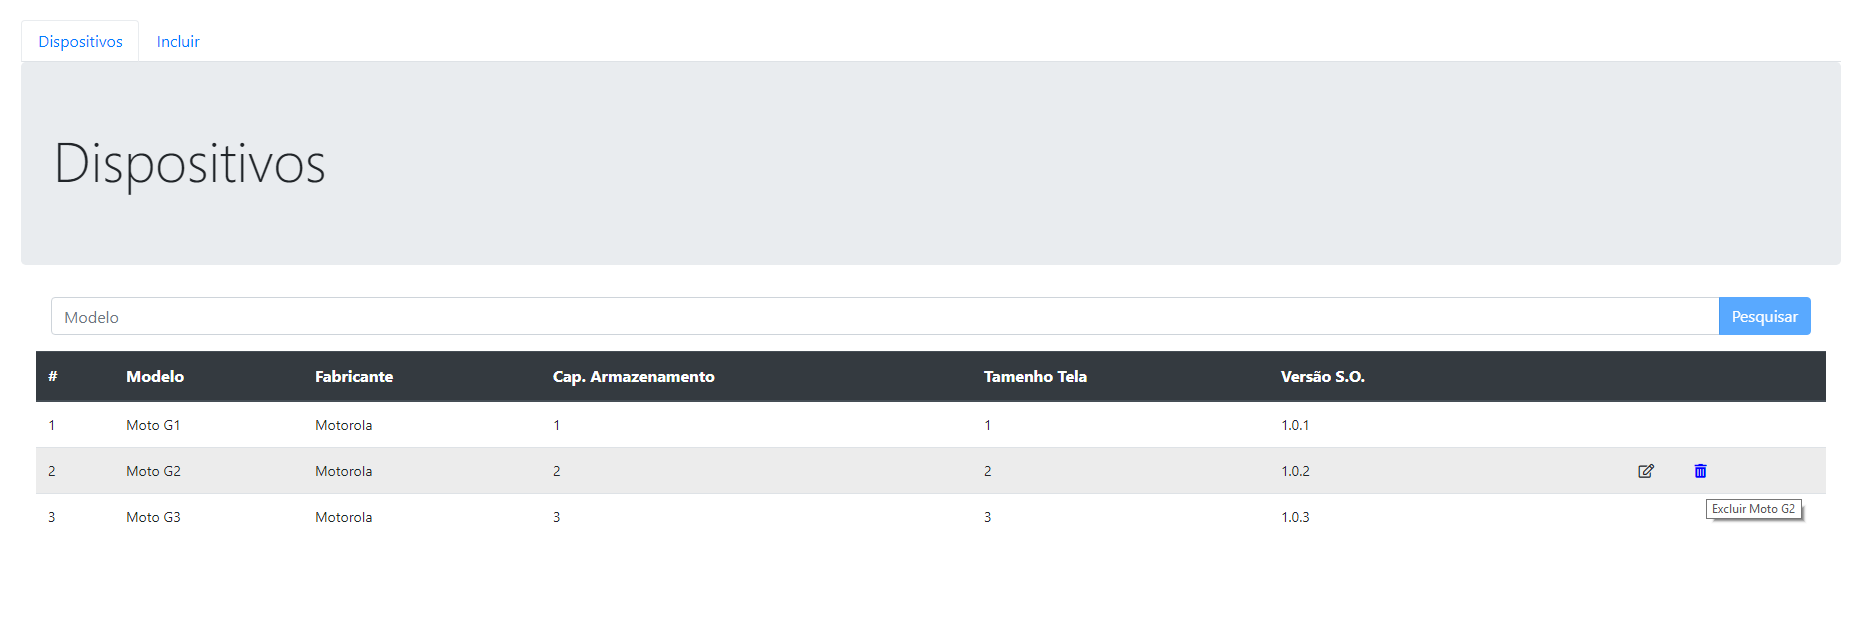 Dispositivos Incluir
Dispositivos
Modelo Pesquisar
# Modelo Fabricante Cap. Armazenamento Tamenho Tela Versão S.O.
1 Moto G1 Motorola 1 1 1.0.1
2 Moto G2 Motorola 2 2 1.0.2
3 Moto G3 Motorola 3 3 1.0.3
Excluir Moto G2